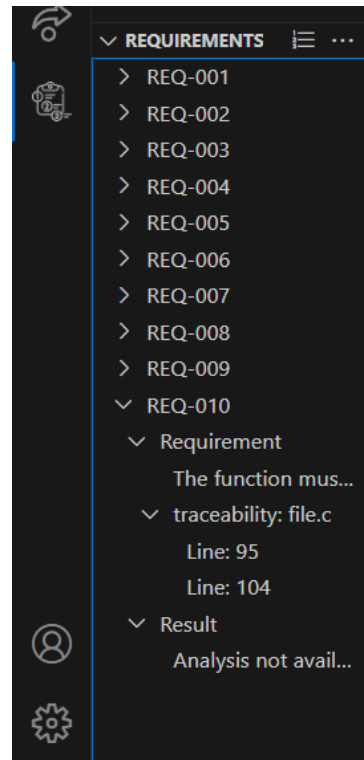 REQUIREMENTS
REQ-001
REQ-002
REQ-003
REQ-004
REQ-005
REQ-006
REQ-007
REQ-008
REQ-009
REQ-010
Requirement
The function mus...
traceability: file.c
Line: 95
Line: 104
Result
Analysis not avail...